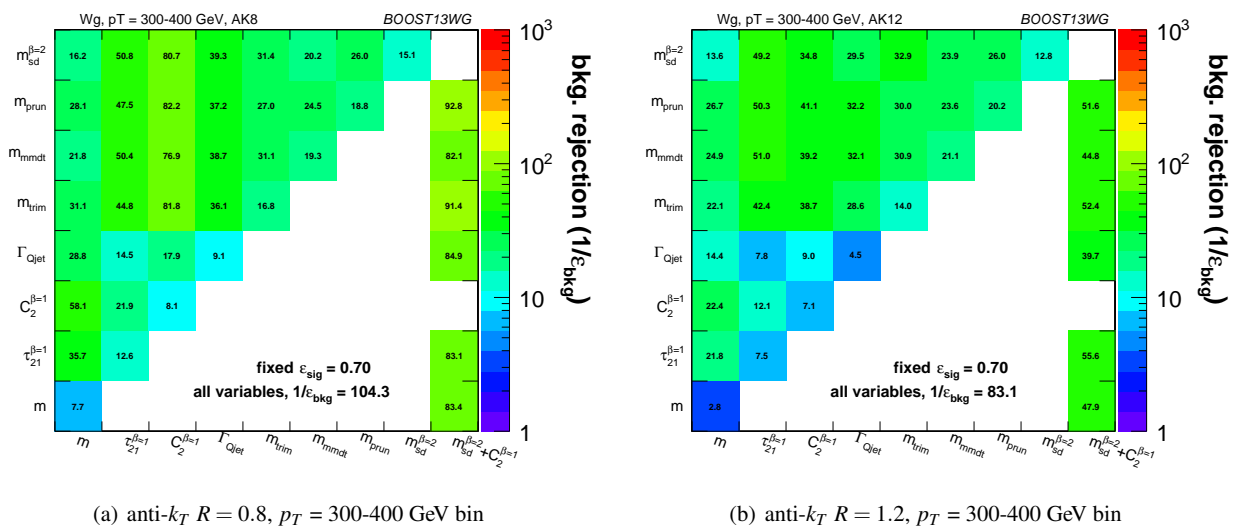 Wg, pT = 300-400 GeV, AK8 BOOST13WG
m_sd^β=2 16.2 50.8 80.7 39.3 31.4 20.2 26.0 15.1
m_prun 28.1 47.5 82.2 37.2 27.0 24.5 18.8 92.8
m_mmdt 21.8 50.4 76.9 38.7 31.1 19.3 82.1
m_trim 31.1 44.8 81.8 36.1 16.8 91.4
Γ_Qjet 28.8 14.5 17.9 9.1 84.9
C_2^β=1 58.1 21.9 8.1
τ_21^β=1 35.7 12.6 83.1
fixed ε_sig = 0.70
all variables, 1/ε_bkg = 104.3
m 7.7 83.4
m τ_21^β=1 C_2^β=1 Γ_Qjet m_trim m_mmdt m_prun m_sd^β=2 m_sd^β=2+C_2^β=1
10^3
10^2
10
1
bkg. rejection (1/ε_bkg)
(a) anti-k_T R = 0.8, p_T = 300-400 GeV bin
Wg, pT = 300-400 GeV, AK12 BOOST13WG
m_sd^β=2 13.6 49.2 34.8 29.5 32.9 23.9 26.0 12.8
m_prun 26.7 50.3 41.1 32.2 30.0 23.6 20.2 51.6
m_mmdt 24.9 51.0 39.2 32.1 30.9 21.1 44.8
m_trim 22.1 42.4 38.7 28.6 14.0 52.4
Γ_Qjet 14.4 7.8 9.0 4.5 39.7
C_2^β=1 22.4 12.1 7.1
τ_21^β=1 21.8 7.5 55.6
fixed ε_sig = 0.70
all variables, 1/ε_bkg = 83.1
m 2.8 47.9
m τ_21^β=1 C_2^β=1 Γ_Qjet m_trim m_mmdt m_prun m_sd^β=2 m_sd^β=2+C_2^β=1
10^3
10^2
10
1
bkg. rejection (1/ε_bkg)
(b) anti-k_T R = 1.2, p_T = 300-400 GeV bin